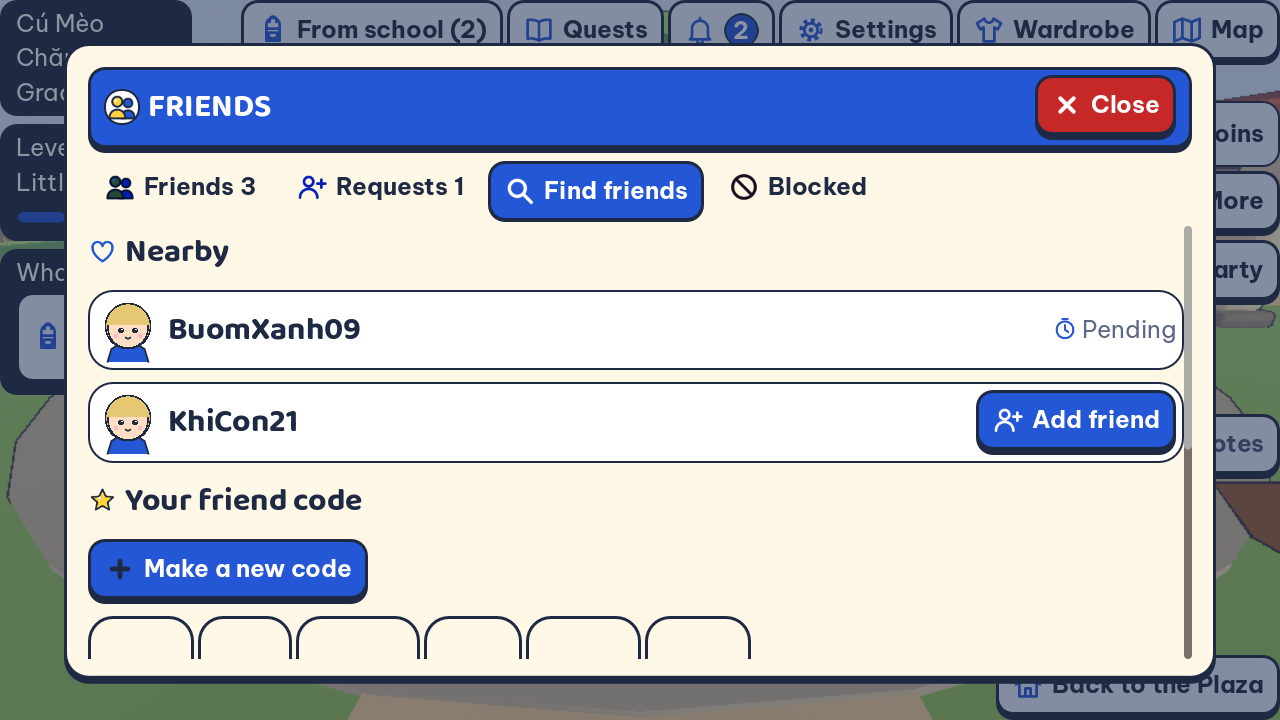 Cú Mèo
From school (2)
Quests
2
Settings
Wardrobe
Map
FRIENDS
Close
Friends 3
Requests 1
Find friends
Blocked
Nearby
BuomXanh09
Pending
KhiCon21
Add friend
Your friend code
Make a new code
Back to the Plaza